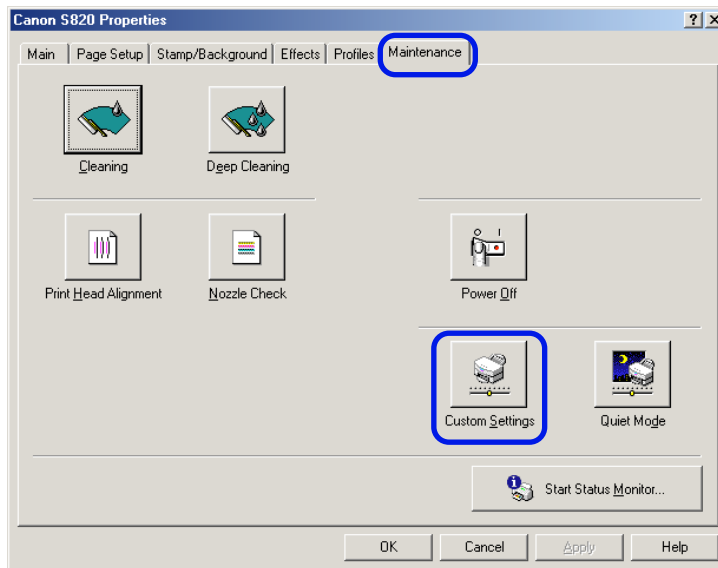 Canon S820 Properties
Main Page Setup Stamp/Background Effects Profiles Maintenance
Cleaning Deep Cleaning
Print Head Alignment Nozzle Check Power Off
Custom Settings Quiet Mode
Start Status Monitor...
OK Cancel Apply Help